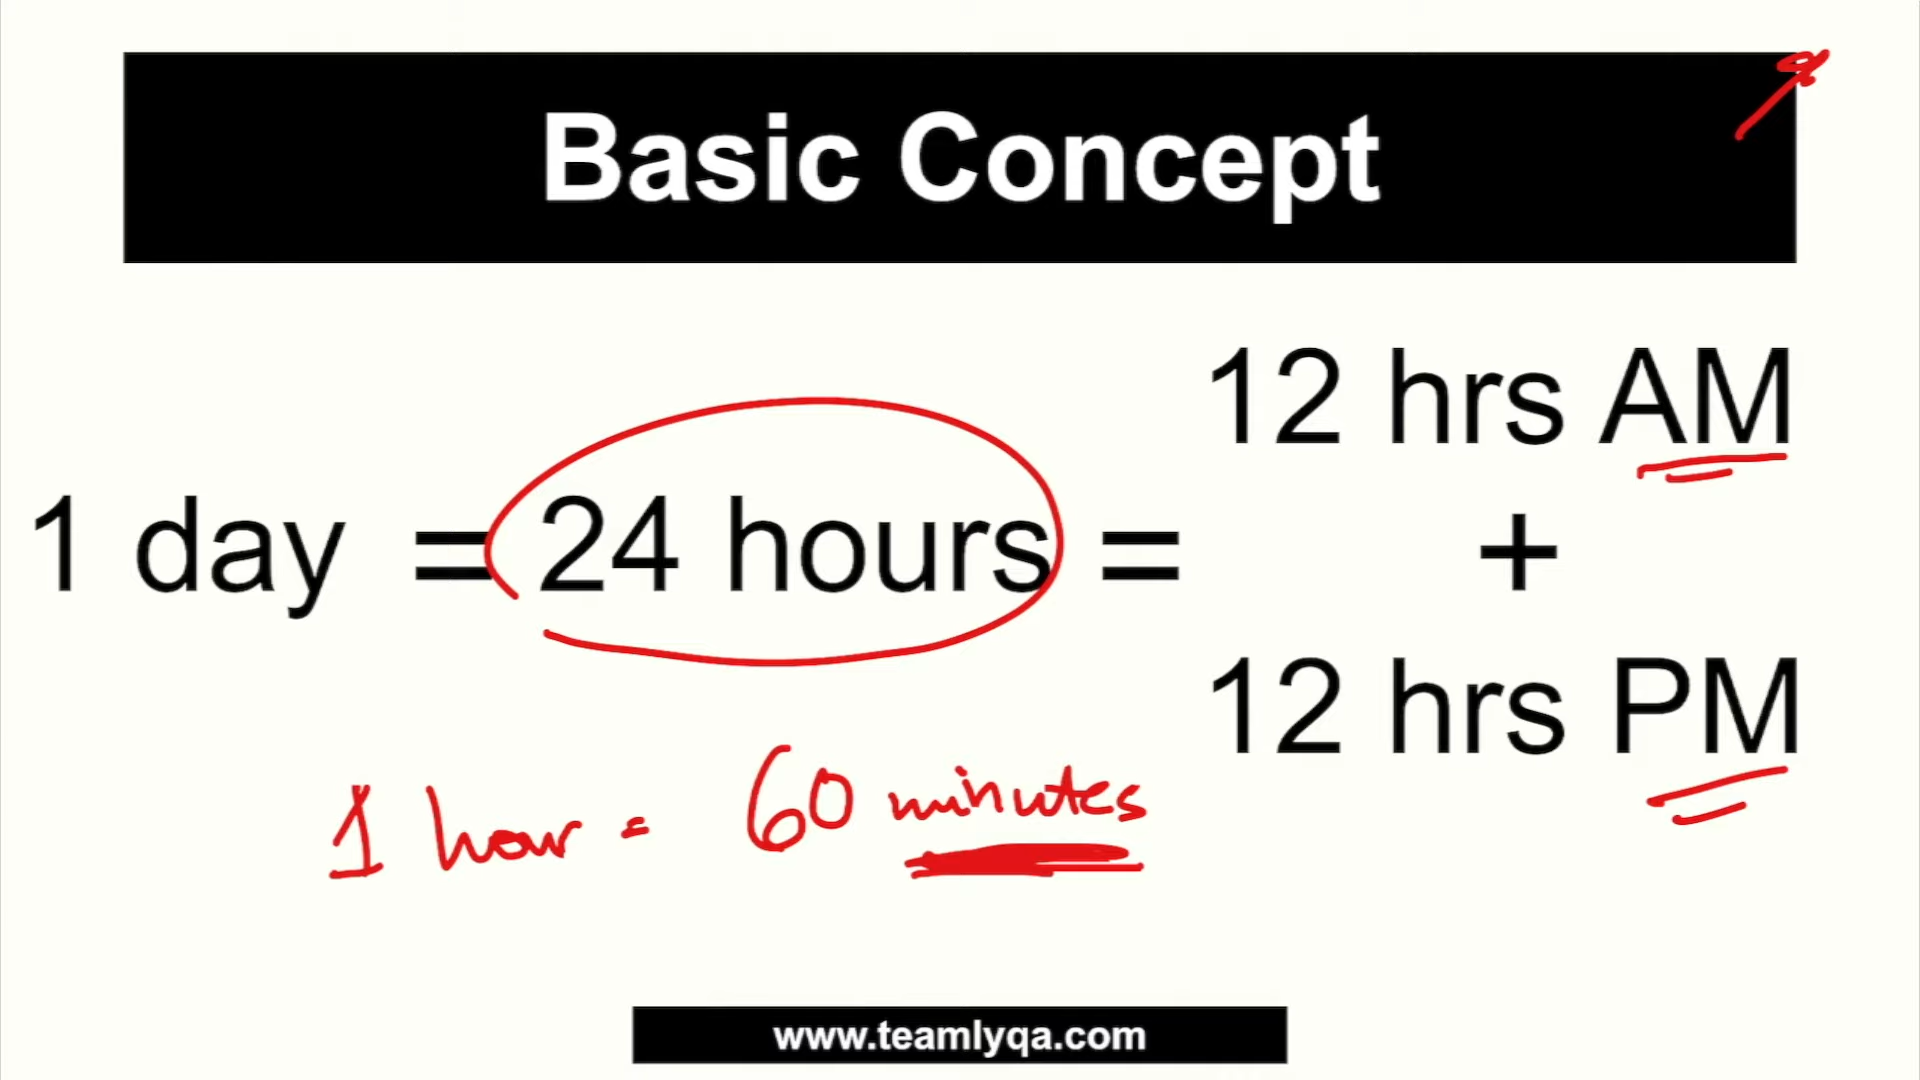 Basic Concept
12 hrs AM
1 day = 24 hours = +
12 hrs PM
1 hour = 60 minutes
www.teamlyqa.com